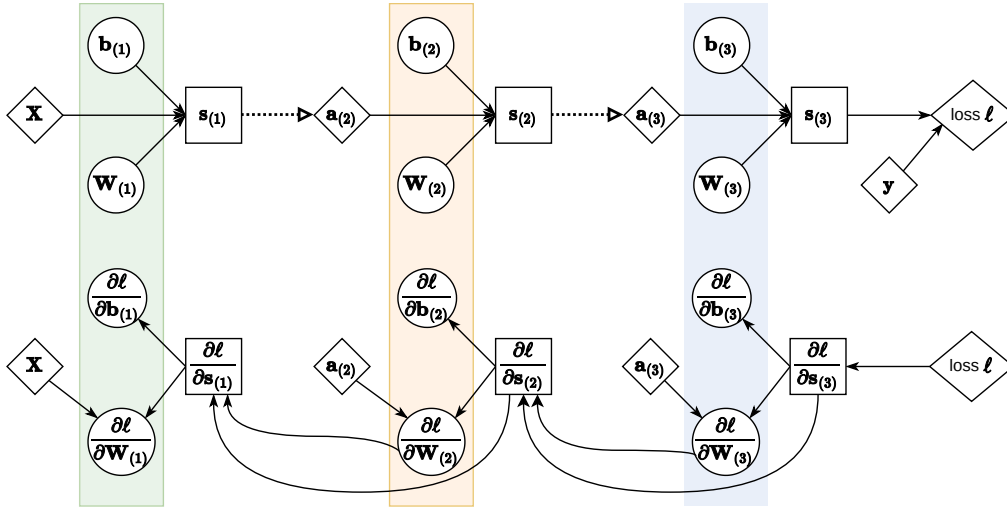 b₍₁₎ b₍₂₎ b₍₃₎
X s₍₁₎ a₍₂₎ s₍₂₎ a₍₃₎ s₍₃₎ loss ℓ
W₍₁₎ W₍₂₎ W₍₃₎ y
∂ℓ ∂ℓ ∂ℓ
∂b₍₁₎ ∂b₍₂₎ ∂b₍₃₎
X ∂ℓ a₍₂₎ ∂ℓ a₍₃₎ ∂ℓ loss ℓ
∂s₍₁₎ ∂s₍₂₎ ∂s₍₃₎
∂ℓ ∂ℓ ∂ℓ
∂W₍₁₎ ∂W₍₂₎ ∂W₍₃₎